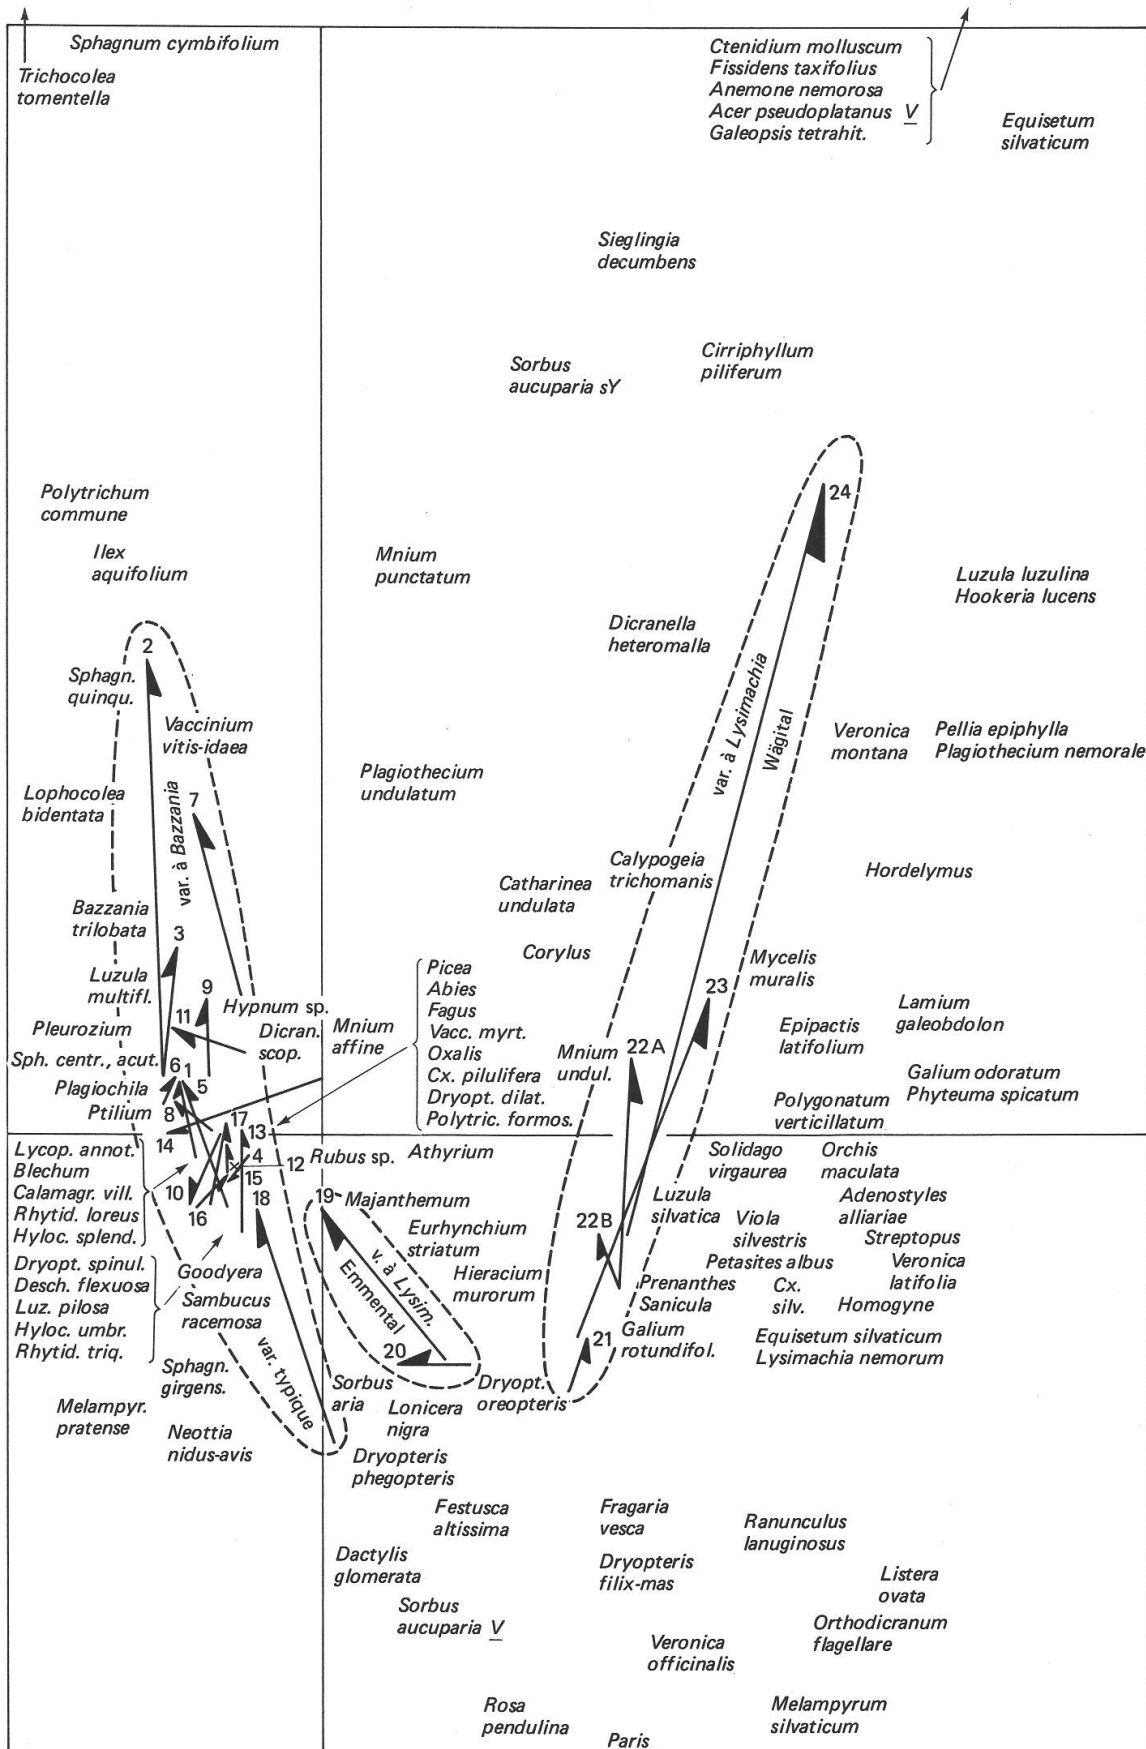 Sphagnum cymbifolium
Trichocolea
tomentella
Ctenidium molluscum
Fissidens taxifolius
Anemone nemorosa
Acer pseudoplatanus V
Galeopsis tetrahit.
Equisetum
silvaticum
Sieglingia
decumbens
Sorbus
aucuparia sY
Cirriphyllum
piliferum
24
Polytrichum
commune
Ilex
aquifolium
Mnium
punctatum
Luzula luzulina
Hookeria lucens
Dicranella
heteromalla
2
Sphagn.
quinqu.
Vaccinium
vitis-idaea
var. à Lysimachia
Wägital
Veronica
montana
Pellia epiphylla
Plagiothecium nemorale
Lophocolea
bidentata
var. à Bazzania
7
Plagiothecium
undulatum
Calypogeia
trichomanis
Hordelymus
Catharinea
undulata
Bazzania
trilobata
3
Corylus
Mycelis
muralis
Luzula
multifl.
9
Hypnum sp.
Picea
Abies
Fagus
Vacc. myrt.
Oxalis
Cx. pilulifera
Dryopt. dilat.
Polytric. formos.
23
Lamium
galeobdolon
11
Pleurozium
Dicran.
scop.
Mnium
affine
Epipactis
latifolium
Mnium
undul.
22A
Sph. centr., acut.
6
1
5
Plagiochila
Ptilium
8
Galium odoratum
Phyteuma spicatum
Polygonatum
verticillatum
14
17
13
Lycop. annot.
Blechum
Calamagr. vill.
Rhytid. loreus
Hyloc. splend.
4
12
Rubus sp.
Athyrium
15
10
16
18
Solidago
virgaurea
Orchis
maculata
19
Majanthemum
Luzula
silvatica
Adenostyles
alliariae
22B
Viola
silvestris
Streptopus
Eurhynchium
striatum
Dryopt. spinul.
Desch. flexuosa
Luz. pilosa
Hyloc. umbr.
Rhytid. triq.
Goodyera
Sambucus
racemosa
v. à Lysim.
Emmental
Hieracium
murorum
Petasites albus
Veronica
latifolia
Prenanthes
Sanicula
Cx.
silv.
Homogyne
20
21
Galium
rotundifol.
Equisetum silvaticum
Lysimachia nemorum
var. typique
Sphagn.
girgens.
Sorbus
aria
Dryopt.
oreopteris
Melampyr.
pratense
Lonicera
nigra
Neottia
nidus-avis
Dryopteris
phegopteris
Festusca
altissima
Fragaria
vesca
Ranunculus
lanuginosus
Dactylis
glomerata
Dryopteris
filix-mas
Listera
ovata
Sorbus
aucuparia V
Orthodicranum
flagellare
Veronica
officinalis
Rosa
pendulina
Melampyrum
silvaticum
Paris